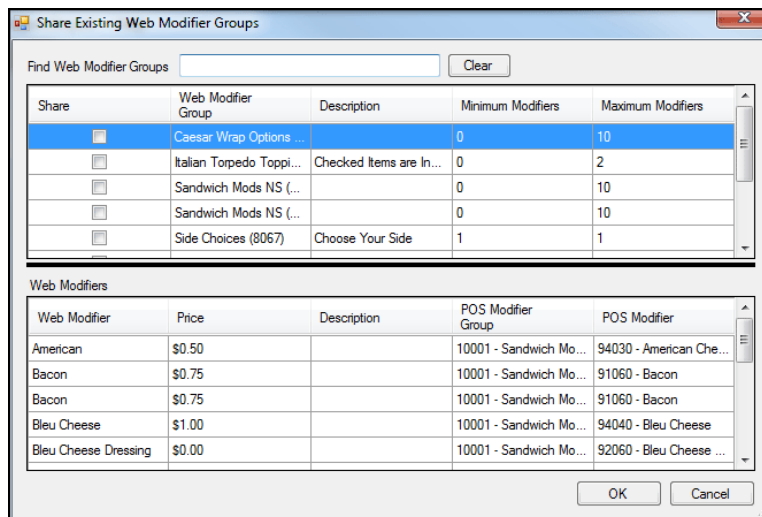 Share Existing Web Modifier Groups
Find Web Modifier Groups Clear
Share Web Modifier Group Description Minimum Modifiers Maximum Modifiers
Caesar Wrap Options ... 0 10
Italian Torpedo Toppi... Checked Items are In... 0 2
Sandwich Mods NS (... 0 10
Sandwich Mods NS (... 0 10
Side Choices (8067) Choose Your Side 1 1
Web Modifiers
Web Modifier Price Description POS Modifier Group POS Modifier
American $0.50 10001 - Sandwich Mo... 94030 - American Che...
Bacon $0.75 10001 - Sandwich Mo... 91060 - Bacon
Bacon $0.75 10001 - Sandwich Mo... 91060 - Bacon
Bleu Cheese $1.00 10001 - Sandwich Mo... 94040 - Bleu Cheese
Bleu Cheese Dressing $0.00 10001 - Sandwich Mo... 92060 - Bleu Cheese ...
OK Cancel